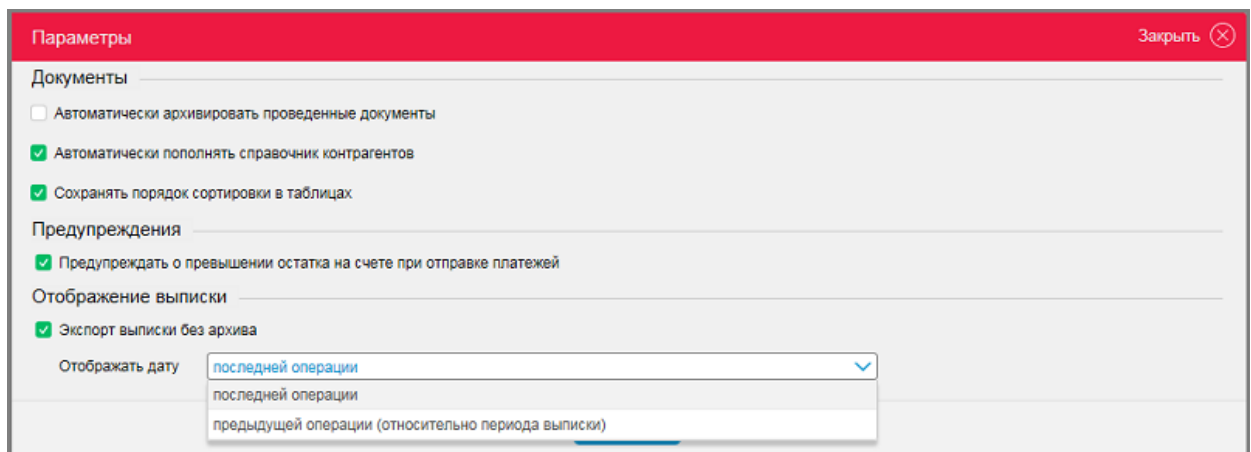 Параметры
Закрыть
Документы
Автоматически архивировать проведенные документы
Автоматически пополнять справочник контрагентов
Сохранять порядок сортировки в таблицах
Предупреждения
Предупреждать о превышении остатка на счете при отправке платежей
Отображение выписки
Экспорт выписки без архива
Отображать дату
последней операции
последней операции
предыдущей операции (относительно периода выписки)